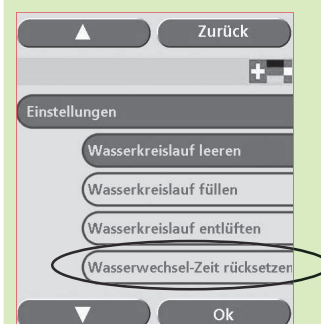 Zurück
Einstellungen
Wasserkreislauf leeren
Wasserkreislauf füllen
Wasserkreislauf entlüften
Wasserwechsel-Zeit rücksetzen
Ok